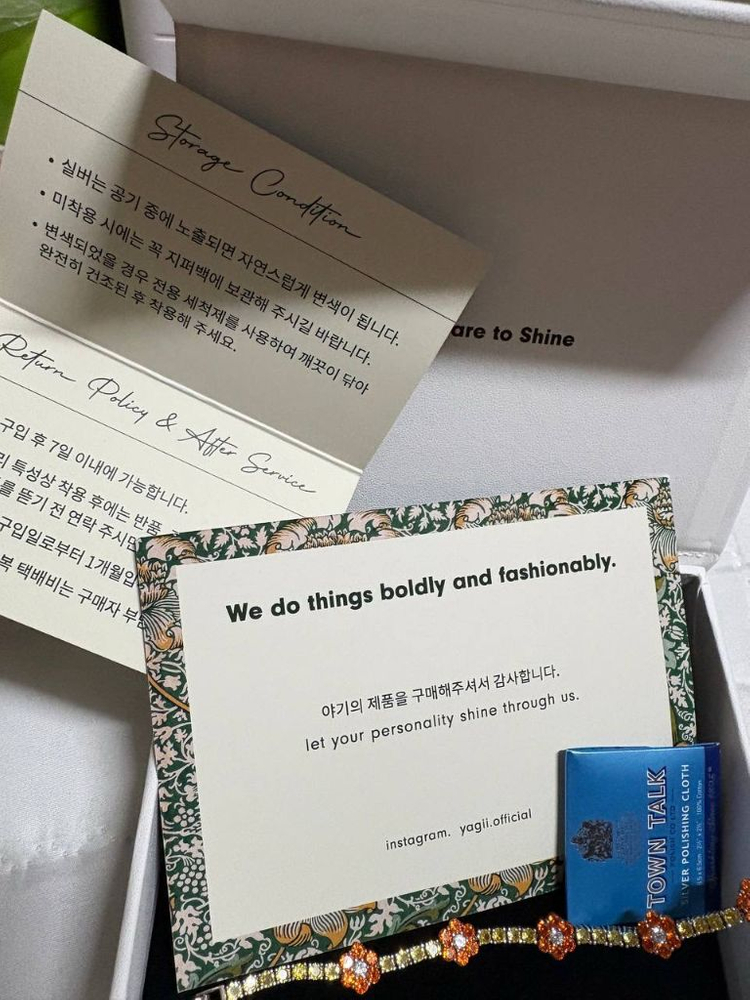 Storage Condition
• 실버는 공기 중에 노출되면 자연스럽게 변색이 됩니다.
• 미착용 시에는 꼭 지퍼백에 보관해 주시길 바랍니다.
• 변색되었을 경우 전용 세척제를 사용하여 깨끗이 닦아
완전히 건조된 후 착용해 주세요.
are to Shine
Return Policy & After Service
구입 후 7일 이내에 가능합니다.
특성상 착용 후에는 반품
뜯기 전 연락 주시면
구입일로부터 1개월입
택배비는 구매자 부
We do things boldly and fashionably.
야기의 제품을 구매해주셔서 감사합니다.
let your personality shine through us.
instagram. yagii.official
TOWN TALK
SILVER POLISHING CLOTH
100% Cotton